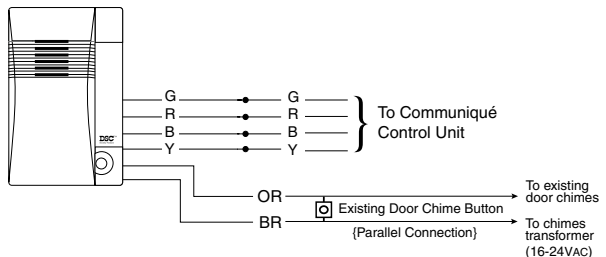 G G
R R
B B
Y Y
To Communiqué
Control Unit
DSC
OR
To existing
door chimes
Existing Door Chime Button
BR
{Parallel Connection}
To chimes
transformer
(16-24VAC)